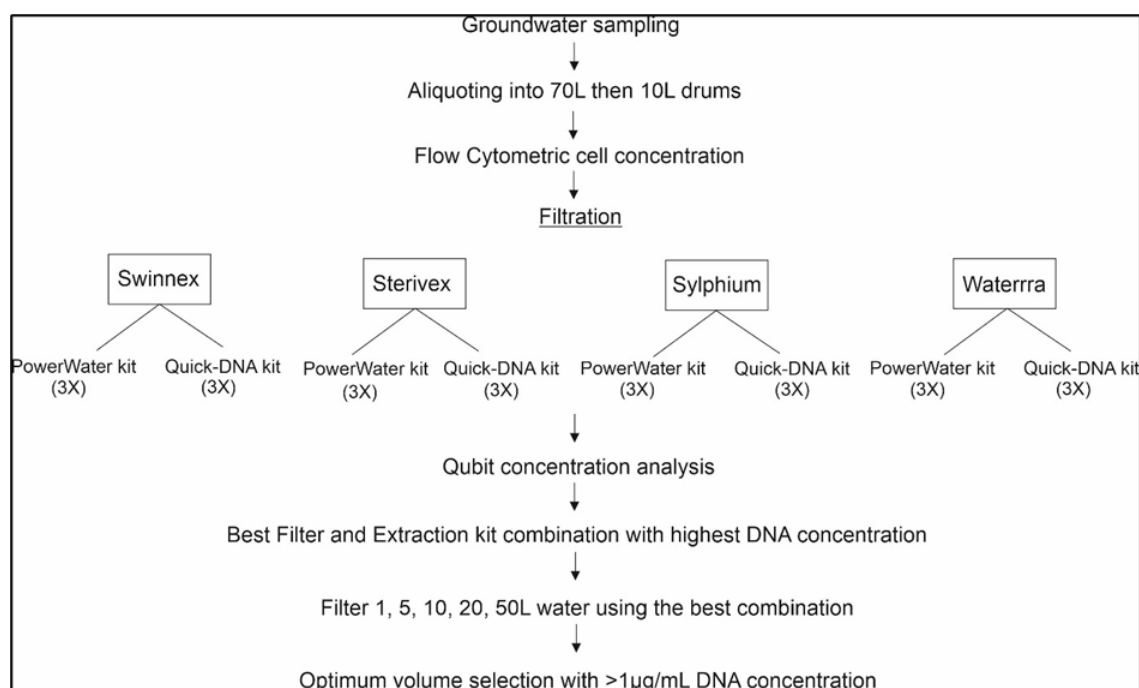 Groundwater sampling
Aliquoting into 70L then 10L drums
Flow Cytometric cell concentration
Filtration
Swinnex
Sterivex
Sylphium
Waterrra
PowerWater kit
(3X)
Quick-DNA kit
(3X)
PowerWater kit
(3X)
Quick-DNA kit
(3X)
PowerWater kit
(3X)
Quick-DNA kit
(3X)
PowerWater kit
(3X)
Quick-DNA kit
(3X)
Qubit concentration analysis
Best Filter and Extraction kit combination with highest DNA concentration
Filter 1, 5, 10, 20, 50L water using the best combination
Optimum volume selection with >1µg/mL DNA concentration